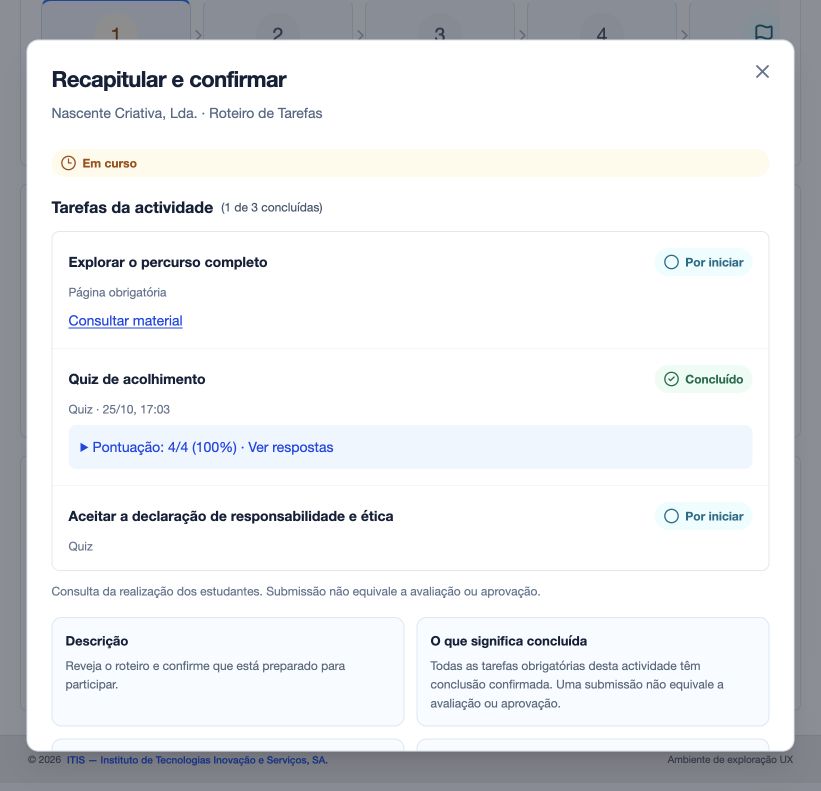 1
2
3
4
Recapitular e confirmar
Nascente Criativa, Lda. · Roteiro de Tarefas
Em curso
Tarefas da actividade (1 de 3 concluídas)
Explorar o percurso completo
Por iniciar
Página obrigatória
Consultar material
Quiz de acolhimento
Concluído
Quiz · 25/10, 17:03
Pontuação: 4/4 (100%) · Ver respostas
Aceitar a declaração de responsabilidade e ética
Por iniciar
Quiz
Consulta da realização dos estudantes. Submissão não equivale a avaliação ou aprovação.
Descrição
Reveja o roteiro e confirme que está preparado para
participar.
O que significa concluída
Todas as tarefas obrigatórias desta actividade têm
conclusão confirmada. Uma submissão não equivale a
avaliação ou aprovação.
© 2026 ITIS — Instituto de Tecnologias Inovação e Serviços, SA.
Ambiente de exploração UX